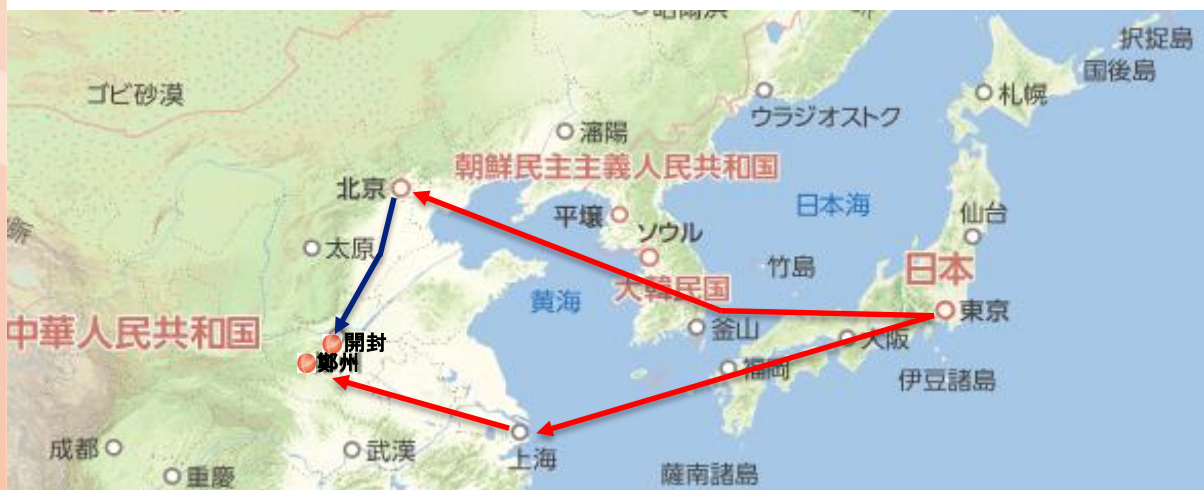 択捉島
国後島
ゴビ砂漠
札幌
ウラジオストク
瀋陽
朝鮮民主主義人民共和国
北京
日本海
平壌
仙台
ソウル
太原
竹島
日本
大韓民国
黄海
東京
中華人民共和国
釜山
開封
大阪
鄭州
福岡
伊豆諸島
成都
武漢
上海
重慶
薩南諸島